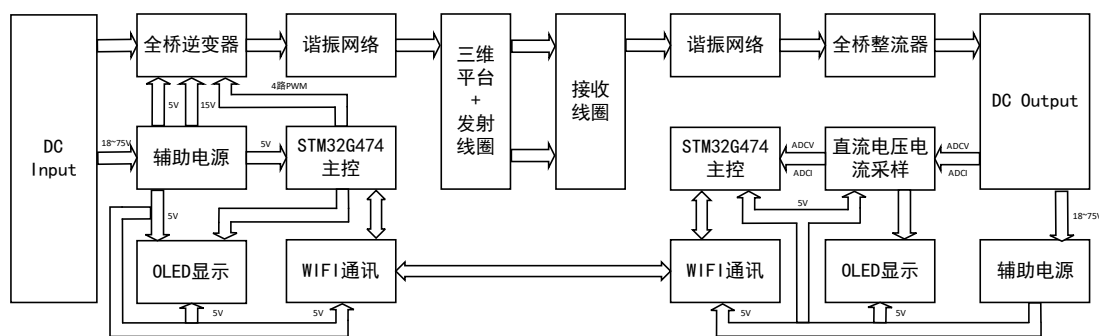 DC
Input
全桥逆变器
谐振网络
三维
平台
+
发射
线圈
接收
线圈
谐振网络
全桥整流器
DC Output
4路PWM
5V
15V
18~75V
辅助电源
5V
STM32G474
主控
STM32G474
主控
ADCV
ADCI
直流电压电
流采样
ADCV
ADCI
5V
5V
18~75V
OLED显示
WIFI通讯
WIFI通讯
OLED显示
辅助电源
5V
5V
5V
5V